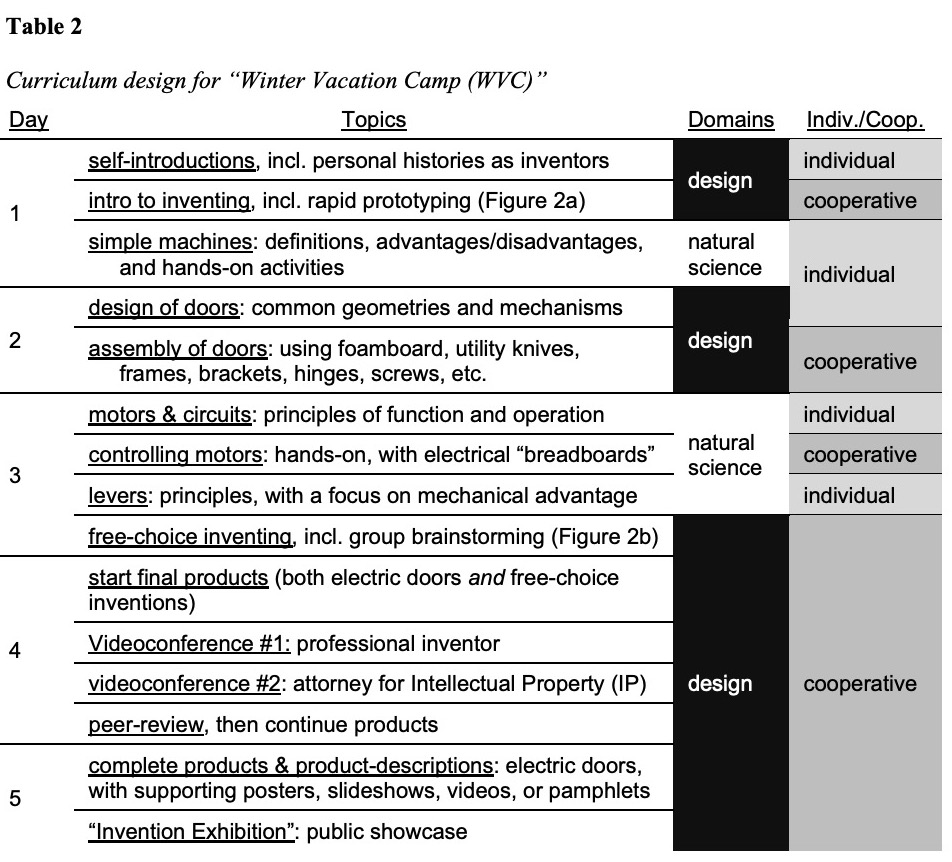 Table 2
Curriculum design for “Winter Vacation Camp (WVC)”
Day Topics Domains Indiv./Coop.
1
self-introductions, incl. personal histories as inventors
design
individual
intro to inventing, incl. rapid prototyping (Figure 2a)
cooperative
simple machines: definitions, advantages/disadvantages,
and hands-on activities
natural
science
individual
2
design of doors: common geometries and mechanisms
design
assembly of doors: using foamboard, utility knives,
frames, brackets, hinges, screws, etc.
cooperative
3
motors & circuits: principles of function and operation
natural
science
individual
controlling motors: hands-on, with electrical “breadboards”
cooperative
levers: principles, with a focus on mechanical advantage
individual
free-choice inventing, incl. group brainstorming (Figure 2b)
4
start final products (both electric doors and free-choice
inventions)
Videoconference #1: professional inventor
videoconference #2: attorney for Intellectual Property (IP)
design
cooperative
peer-review, then continue products
5
complete products & product-descriptions: electric doors,
with supporting posters, slideshows, videos, or pamphlets
“Invention Exhibition”: public showcase